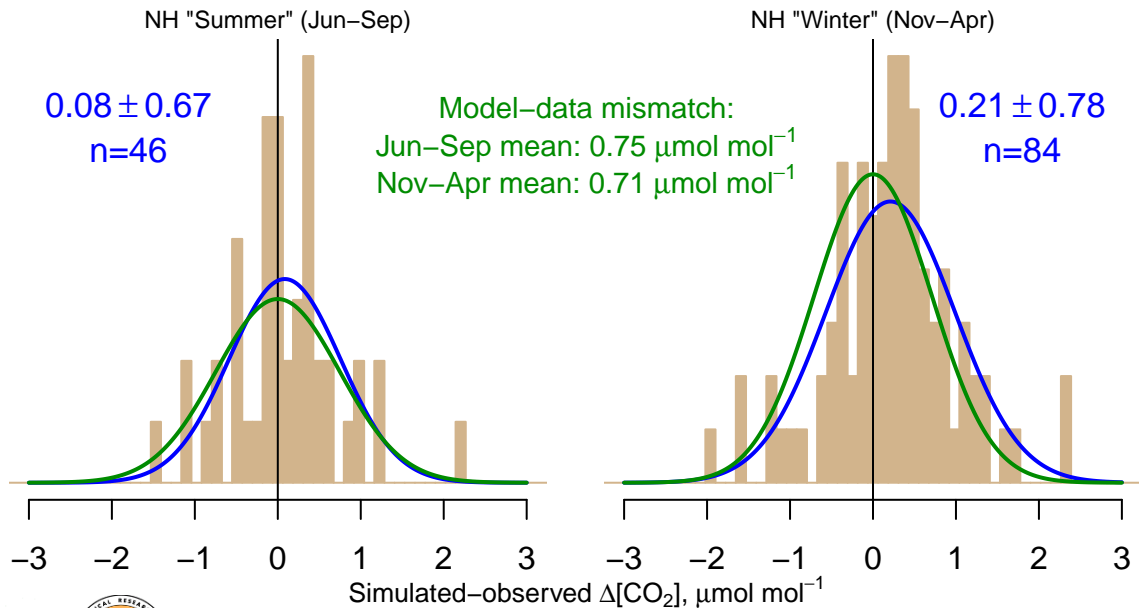 NH "Summer" (Jun−Sep)
NH "Winter" (Nov−Apr)
0.08 ± 0.67
n=46
Model−data mismatch:
Jun−Sep mean: 0.75 μmol mol⁻¹
Nov−Apr mean: 0.71 μmol mol⁻¹
0.21 ± 0.78
n=84
−3 −2 −1 0 1 2 3
−3 −2 −1 0 1 2 3
Simulated−observed Δ[CO₂], μmol mol⁻¹